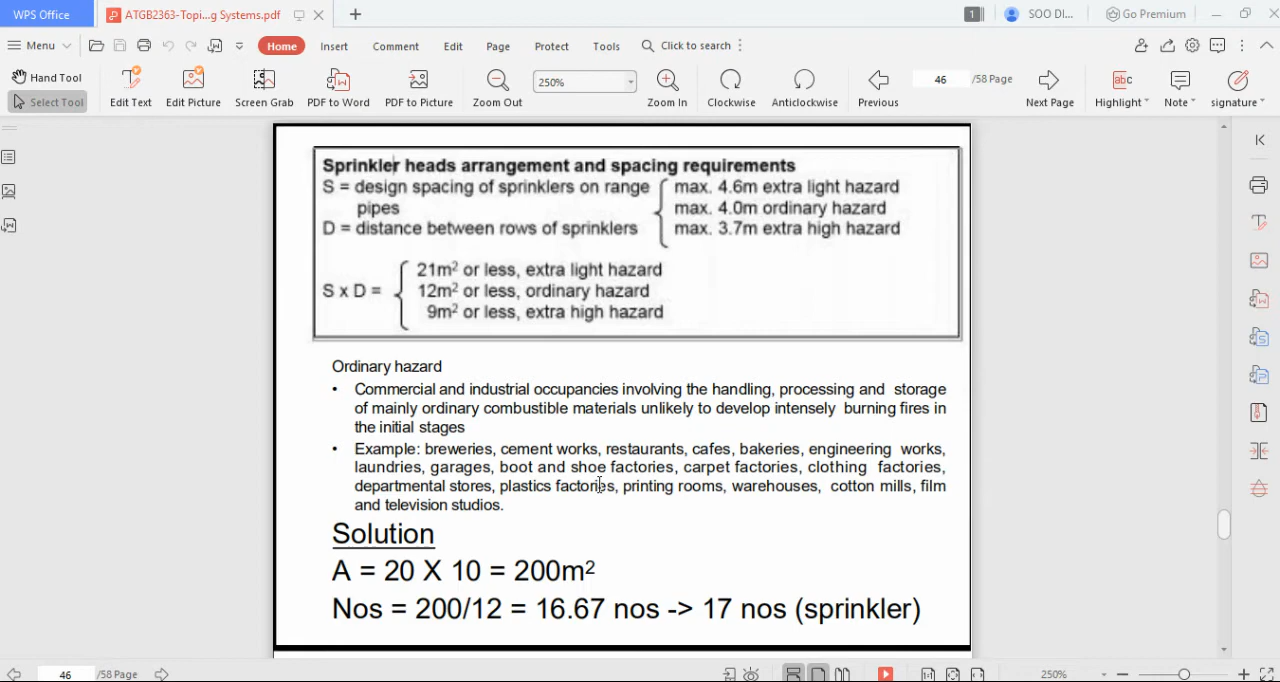 WPS Office
ATGB2363-Topi...g Systems.pdf
1
SOO DI...
Go Premium
Menu
Home
Insert
Comment
Edit
Page
Protect
Tools
Click to search
Hand Tool
Select Tool
Edit Text
Edit Picture
Screen Grab
PDF to Word
PDF to Picture
Zoom Out
250%
Zoom In
Clockwise
Anticlockwise
Previous
46
/58 Page
Next Page
abc
Highlight
Note
signature
Sprinkler heads arrangement and spacing requirements
S = design spacing of sprinklers on range
pipes
D = distance between rows of sprinklers
max. 4.6m extra light hazard
max. 4.0m ordinary hazard
max. 3.7m extra high hazard
S x D =
21m² or less, extra light hazard
12m² or less, ordinary hazard
9m² or less, extra high hazard
Ordinary hazard
• Commercial and industrial occupancies involving the handling, processing and storage
of mainly ordinary combustible materials unlikely to develop intensely burning fires in
the initial stages
• Example: breweries, cement works, restaurants, cafes, bakeries, engineering works,
laundries, garages, boot and shoe factories, carpet factories, clothing factories,
departmental stores, plastics factories, printing rooms, warehouses, cotton mills, film
and television studios.
Solution
A = 20 X 10 = 200m²
Nos = 200/12 = 16.67 nos -> 17 nos (sprinkler)
46
/58 Page
250%